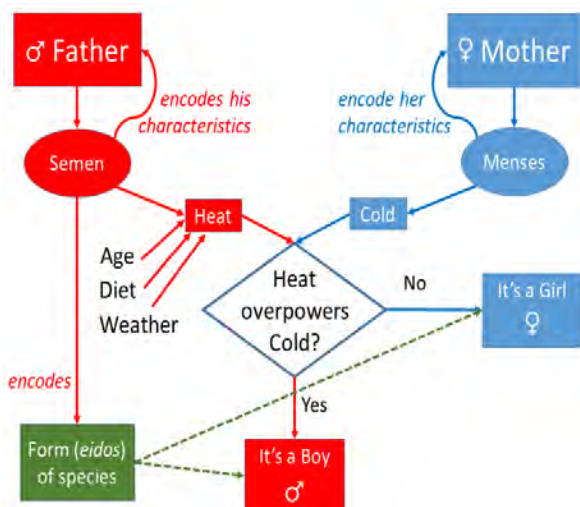 ♂ Father
♀ Mother
encodes his
characteristics
encode her
characteristics
Semen
Menses
Heat
Cold
Age
Diet
Weather
Heat
overpowers
Cold?
No
It's a Girl
♀
encodes
Yes
Form (eidos)
of species
It's a Boy
♂